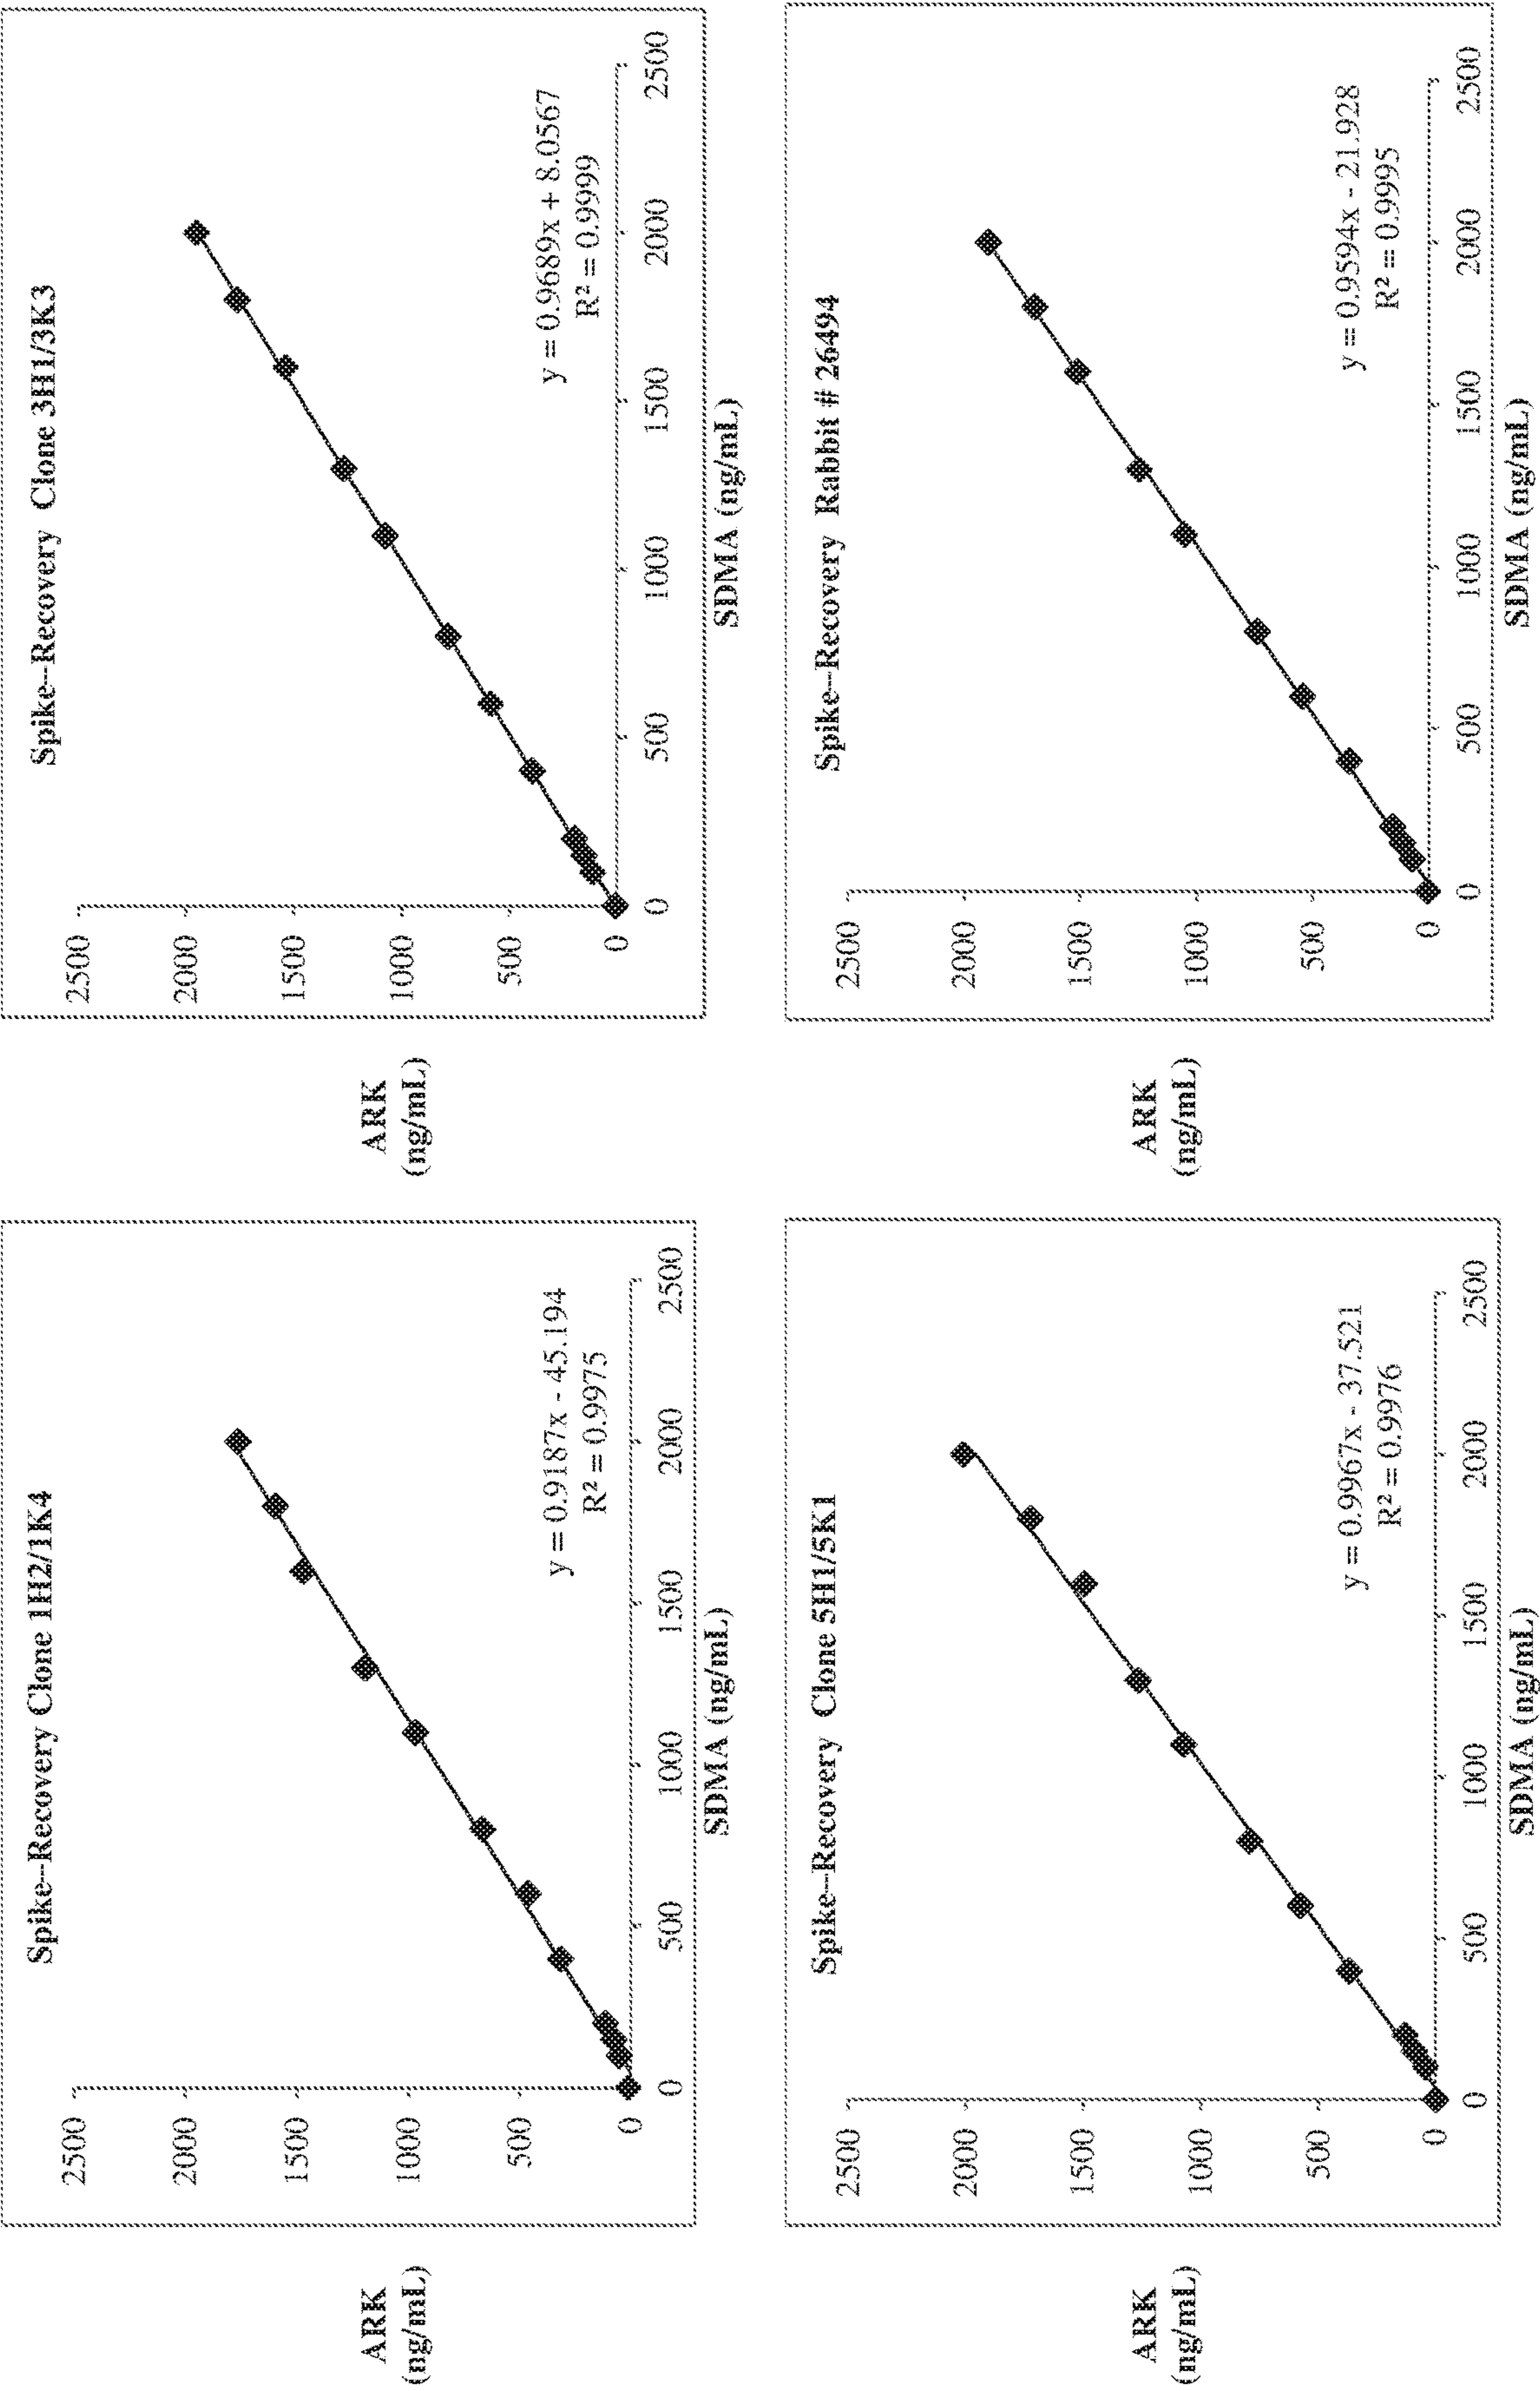 Spike--Recovery Clone 1H2/1K4
ARK
(ng/mL)
2500
2000
1500
1000
500
0
y = 0.9187x - 45.194
R² = 0.9975
0
500
1000
1500
2000
2500
SDMA (ng/mL)
Spike--Recovery Clone 3H1/3K3
ARK
(ng/mL)
2500
2000
1500
1000
500
0
y = 0.9689x + 8.0567
R² = 0.9999
0
500
1000
1500
2000
2500
SDMA (ng/mL)
Spike--Recovery Clone 5H1/5K1
ARK
(ng/mL)
2500
2000
1500
1000
500
0
y = 0.9967x - 37.521
R² = 0.9976
0
500
1000
1500
2000
2500
SDMA (ng/mL)
Spike--Recovery Rabbit # 26494
ARK
(ng/mL)
2500
2000
1500
1000
500
0
y = 0.9594x - 21.928
R² = 0.9995
0
500
1000
1500
2000
2500
SDMA (ng/mL)